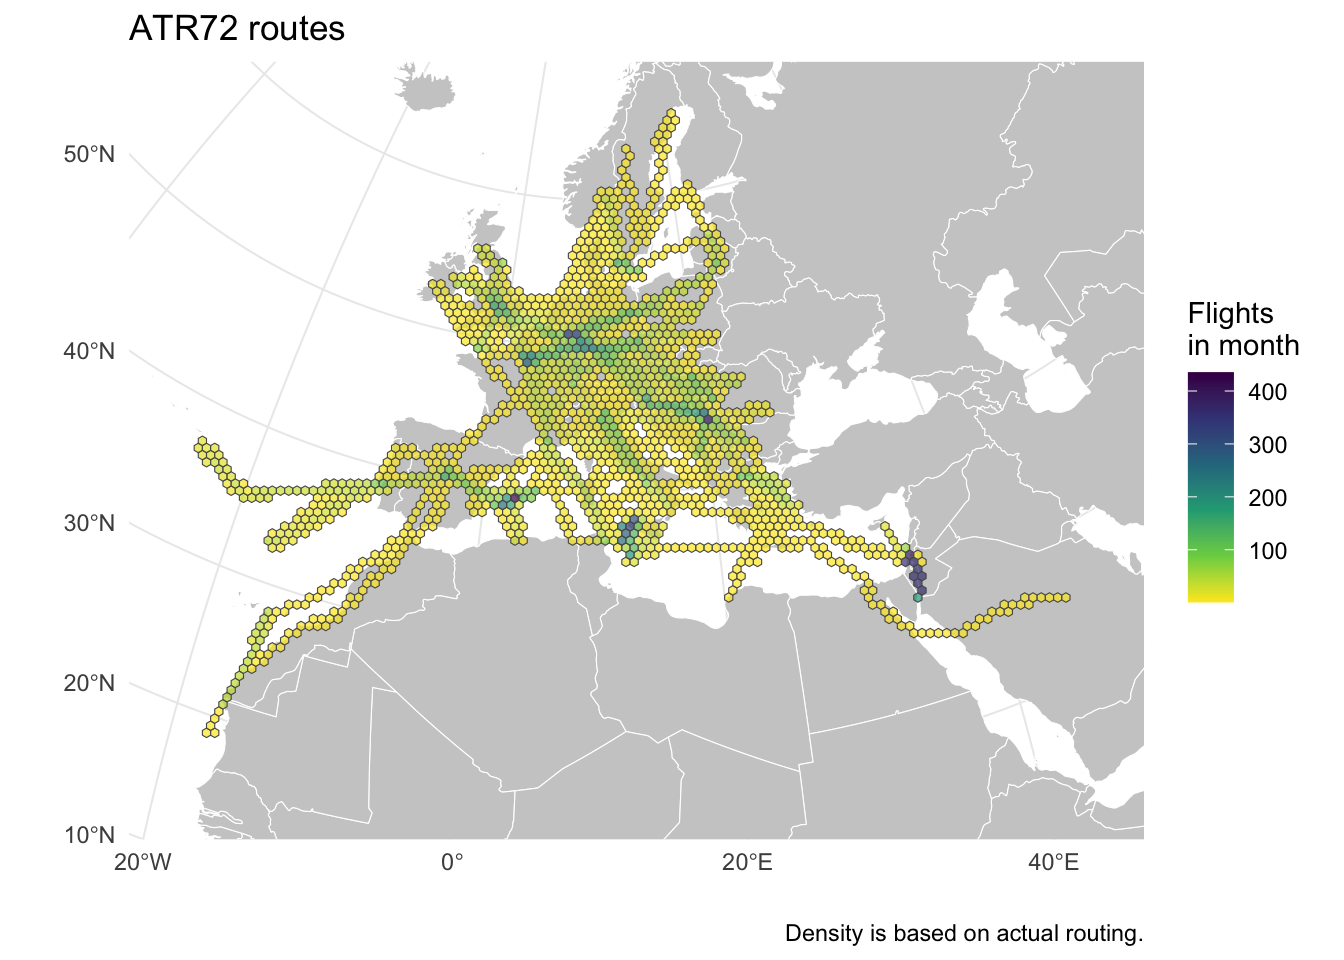 ATR72 routes
50°N
40°N
30°N
20°N
10°N
20°W
0°
20°E
40°E
Flights
in month
400
300
200
100
Density is based on actual routing.